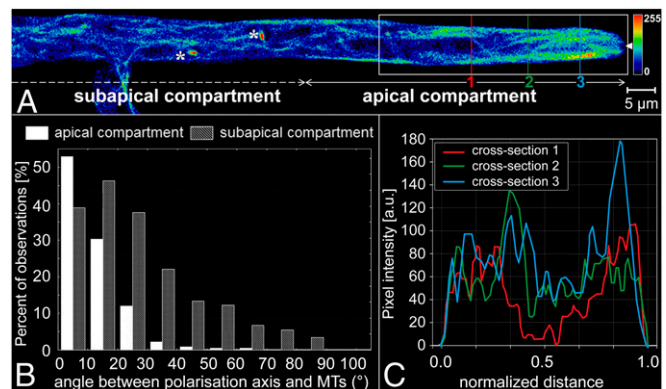 255
0
* *
1 2 3
subapical compartment
apical compartment
A
5 µm
apical compartment
subapical compartment
Percent of observations [%]
50
40
30
20
10
0
0 10 20 30 40 50 60 70 80 90 100
B
angle between polarisation axis and MTs (°)
cross-section 1
cross-section 2
cross-section 3
Pixel intensity [a.u.]
180
160
140
120
100
80
60
40
20
0
0.0 0.5 1.0
C
normalized distance